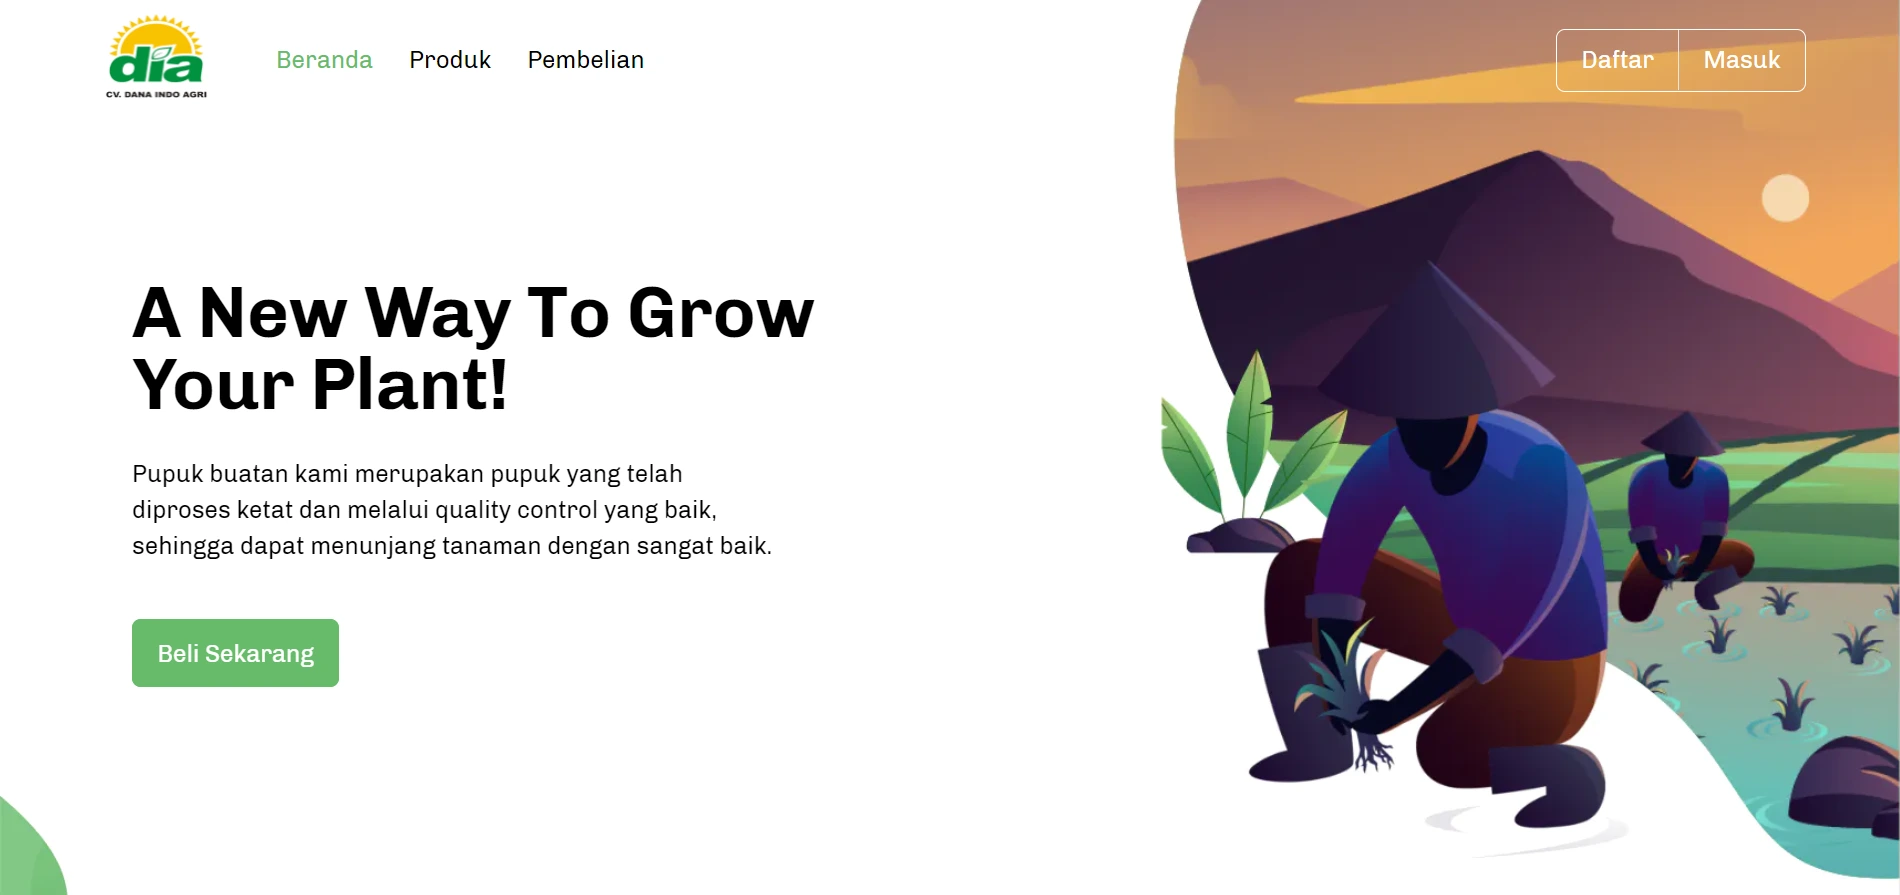 dia
CV. DANA INDO AGRI
Beranda Produk Pembelian
Daftar Masuk
A New Way To Grow
Your Plant!
Pupuk buatan kami merupakan pupuk yang telah
diproses ketat dan melalui quality control yang baik,
sehingga dapat menunjang tanaman dengan sangat baik.
Beli Sekarang